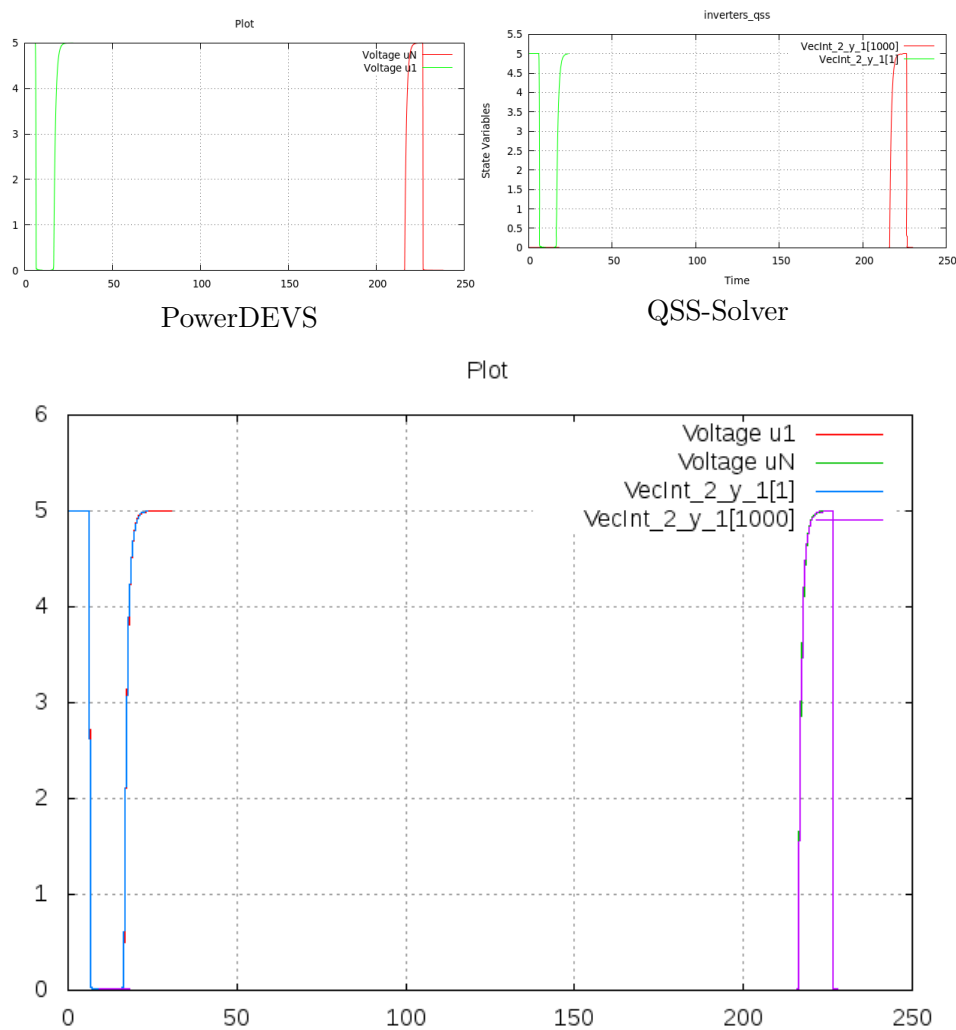 Plot
5
4
3
2
1
0
0 50 100 150 200 250
Voltage uN
Voltage u1
PowerDEVS
inverters_qss
5.5
5
4.5
4
3.5
3
2.5
2
1.5
1
0.5
0
0 50 100 150 200 250
State Variables
Time
VecInt_2_y_1[1000]
VecInt_2_y_1[1]
QSS-Solver
Plot
6
5
4
3
2
1
0
0 50 100 150 200 250
Voltage u1
Voltage uN
VecInt_2_y_1[1]
VecInt_2_y_1[1000]